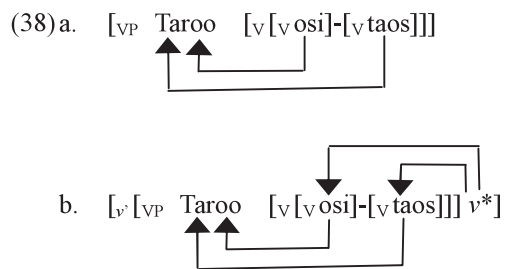 (38) a. [VP Taroo [V[V osi]-[V taos]]]
b. [v' [VP Taroo [V[V osi]-[V taos]]] v*]